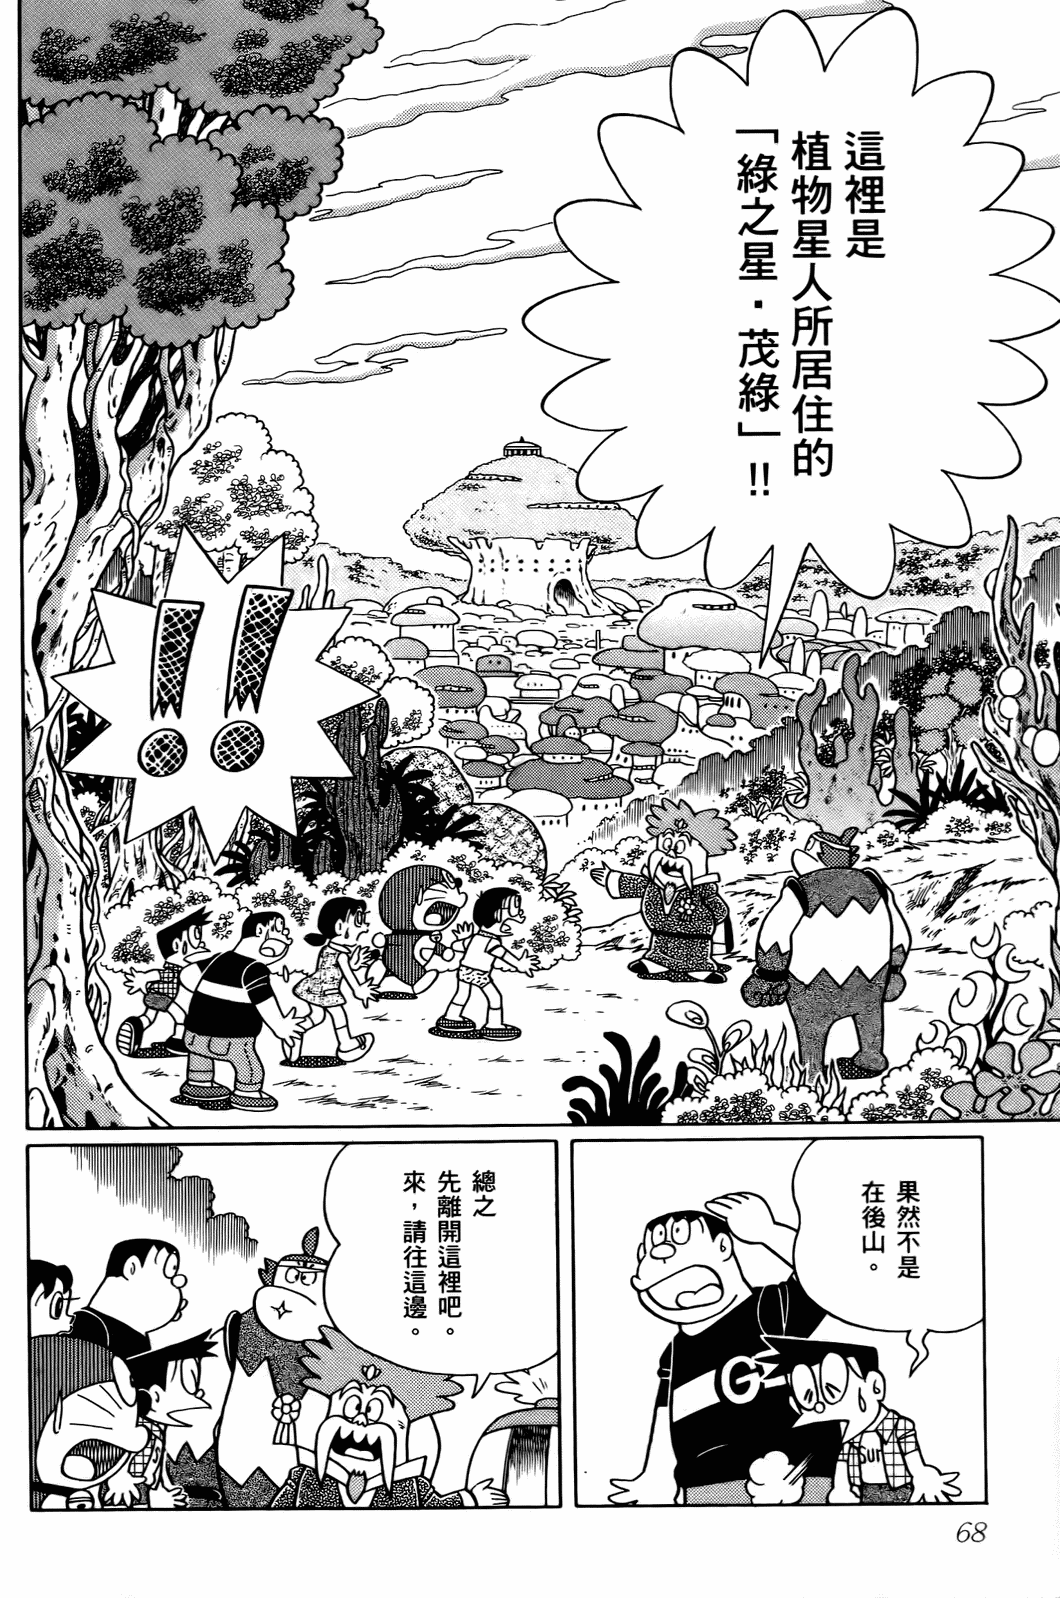 這裡是
植物星人所居住的
「綠之星·茂綠」!!
!!
果然不是
在後山。
G
Sur
總之
先離開這裡吧。
來，請往這邊。
S
68